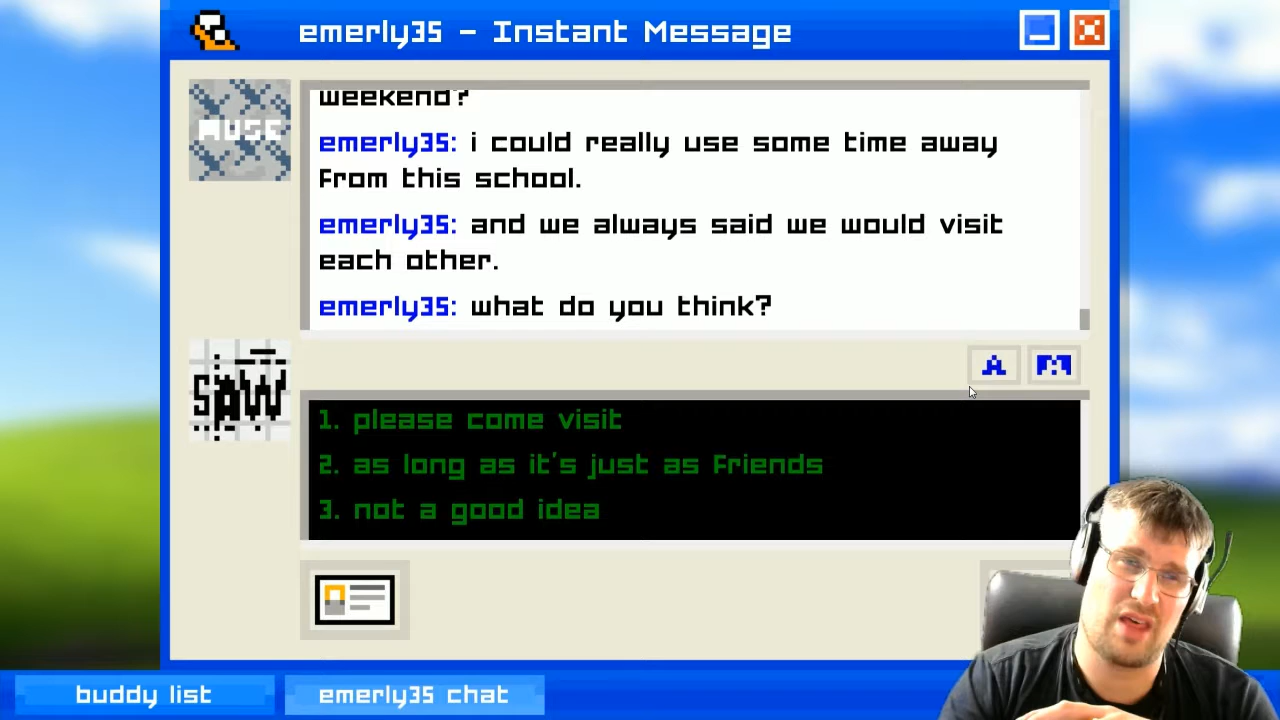 emerly35 - Instant Message
weekend?
emerly35: i could really use some time away
from this school.
emerly35: and we always said we would visit
each other.
emerly35: what do you think?
MUSE
SAW
A
1. please come visit
2. as long as it's just as friends
3. not a good idea
buddy list
emerly35 chat